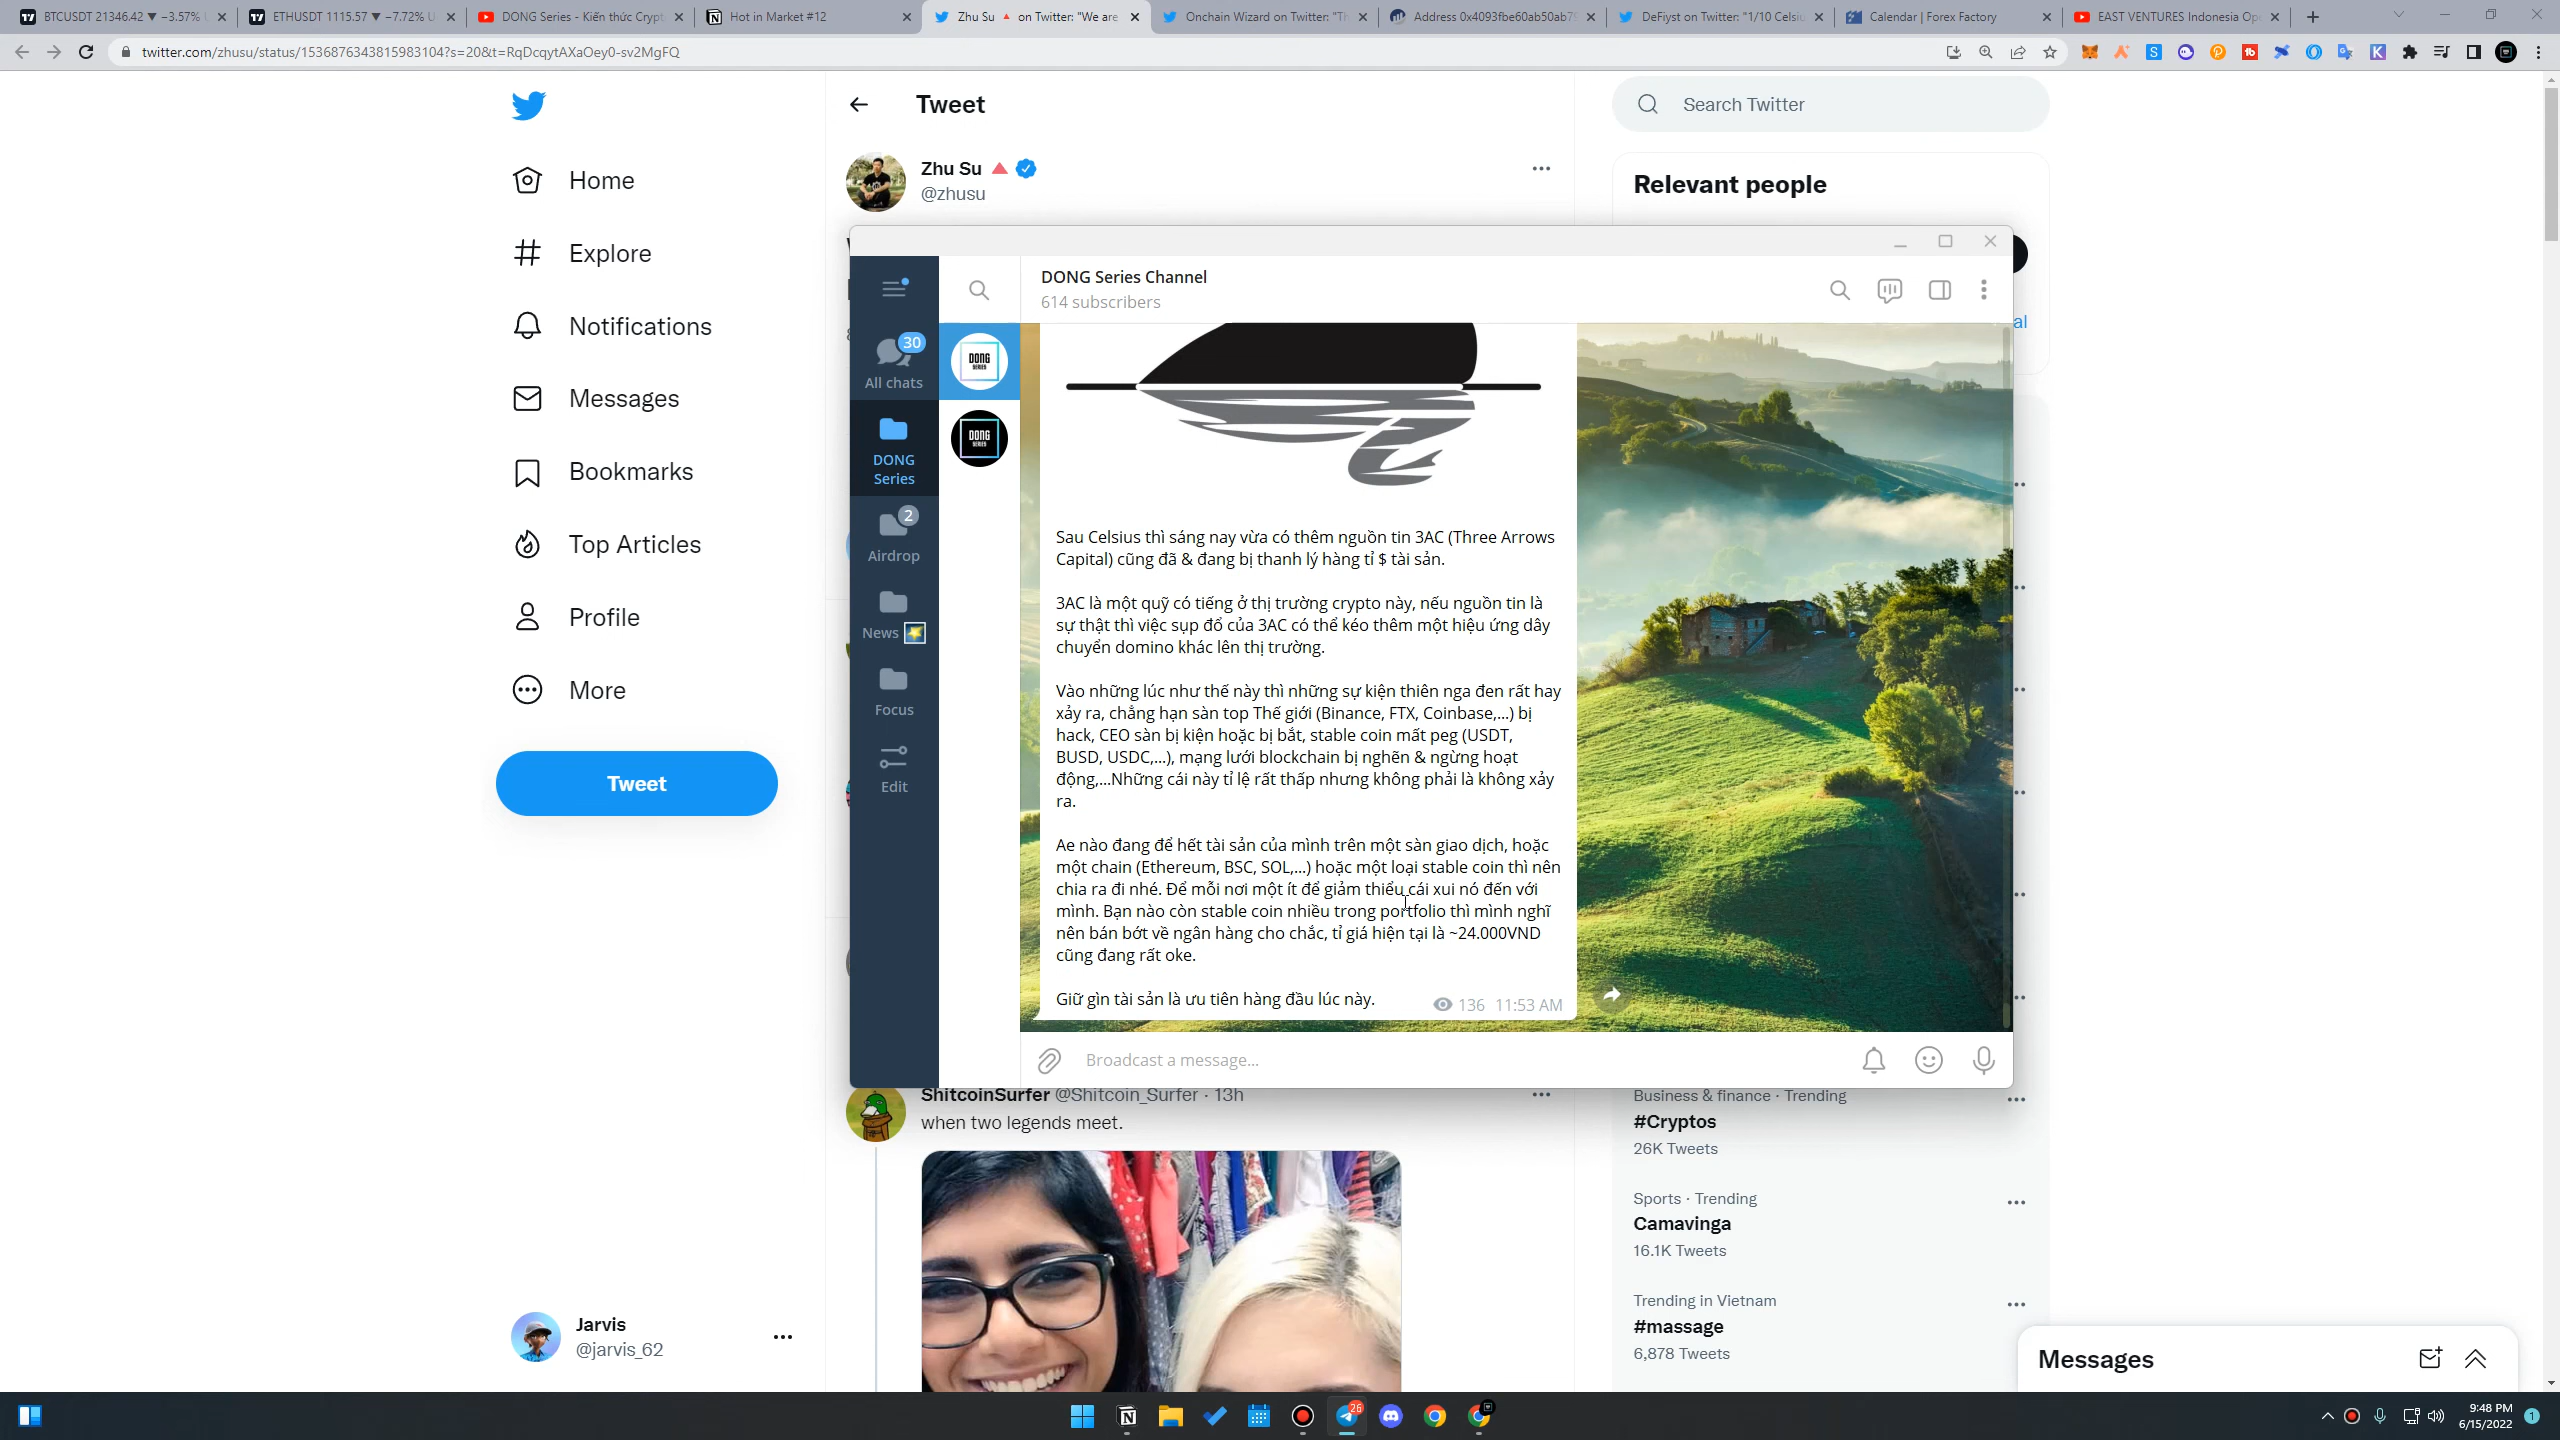 BTCUSDT 21346.42 ▼ −3.57%
ETHUSDT 1115.57 ▼ −7.72% U
DONG Series - Kiến thức Crypt
Hot in Market #12
Zhu Su 🔺 on Twitter: "We are
Onchain Wizard on Twitter: "Th
Address 0x4093fbe60ab50ab79
DeFiyst on Twitter: "1/10 Celsiu
Calendar | Forex Factory
EAST VENTURES Indonesia Op
twitter.com/zhusu/status/1536876343815983104?s=20&t=RqDcqytAXaOey0-sv2MgFQ
Home
Explore
Notifications
Messages
Bookmarks
Top Articles
Profile
More
Tweet
Jarvis
@jarvis_62
Tweet
Zhu Su 🔺
@zhusu
Search Twitter
Relevant people
al
DONG Series Channel
614 subscribers
30
All chats
DONG
Series
2
Airdrop
News
Focus
Edit
DONG
SERIES
DONG
SERIES
Sau Celsius thì sáng nay vừa có thêm nguồn tin 3AC (Three Arrows
Capital) cũng đã & đang bị thanh lý hàng tỉ $ tài sản.
3AC là một quỹ có tiếng ở thị trường crypto này, nếu nguồn tin là
sự thật thì việc sụp đổ của 3AC có thể kéo thêm một hiệu ứng dây
chuyển domino khác lên thị trường.
Vào những lúc như thế này thì những sự kiện thiên nga đen rất hay
xảy ra, chẳng hạn sàn top Thế giới (Binance, FTX, Coinbase,...) bị
hack, CEO sàn bị kiện hoặc bị bắt, stable coin mất peg (USDT,
BUSD, USDC,...), mạng lưới blockchain bị nghẽn & ngừng hoạt
động,...Những cái này tỉ lệ rất thấp nhưng không phải là không xảy
ra.
Ae nào đang để hết tài sản của mình trên một sàn giao dịch, hoặc
một chain (Ethereum, BSC, SOL,...) hoặc một loại stable coin thì nên
chia ra đi nhé. Để mỗi nơi một ít để giảm thiểu cái xui nó đến với
mình. Bạn nào còn stable coin nhiều trong portfolio thì mình nghĩ
nên bán bớt về ngân hàng cho chắc, tỉ giá hiện tại là ~24.000VND
cũng đang rất oke.
Giữ gìn tài sản là ưu tiên hàng đầu lúc này.
136 11:53 AM
Broadcast a message...
ShitcoinSurfer @Shitcoin_Surfer · 13h
when two legends meet.
Business & finance · Trending
#Cryptos
26K Tweets
Sports · Trending
Camavinga
16.1K Tweets
Trending in Vietnam
#massage
6,878 Tweets
Messages
26
9:48 PM
6/15/2022
1